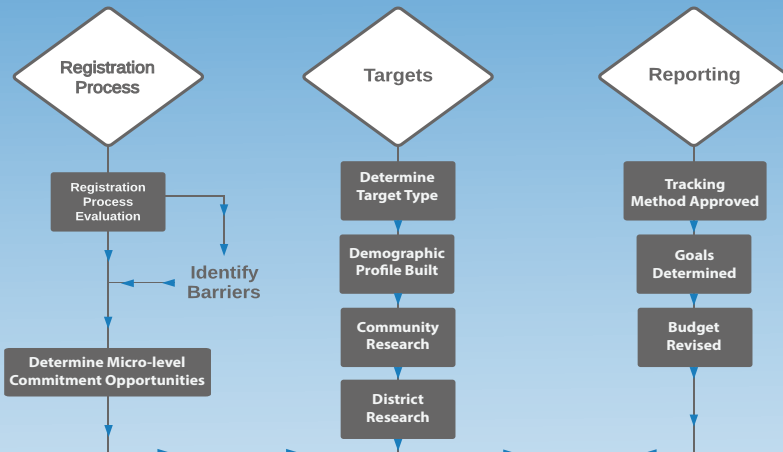 Registration
Process
Targets
Reporting
Registration
Process
Evaluation
Identify
Barriers
Determine Micro-level
Commitment Opportunities
Determine
Target Type
Demographic
Profile Built
Community
Research
District
Research
Tracking
Method Approved
Goals
Determined
Budget
Revised